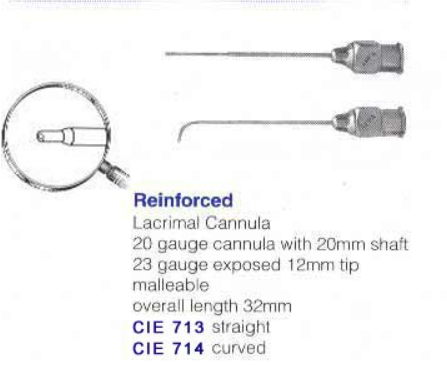 Reinforced
Lacrimal Cannula
20 gauge cannula with 20mm shaft
23 gauge exposed 12mm tip
malleable
overall length 32mm
CIE 713 straight
CIE 714 curved